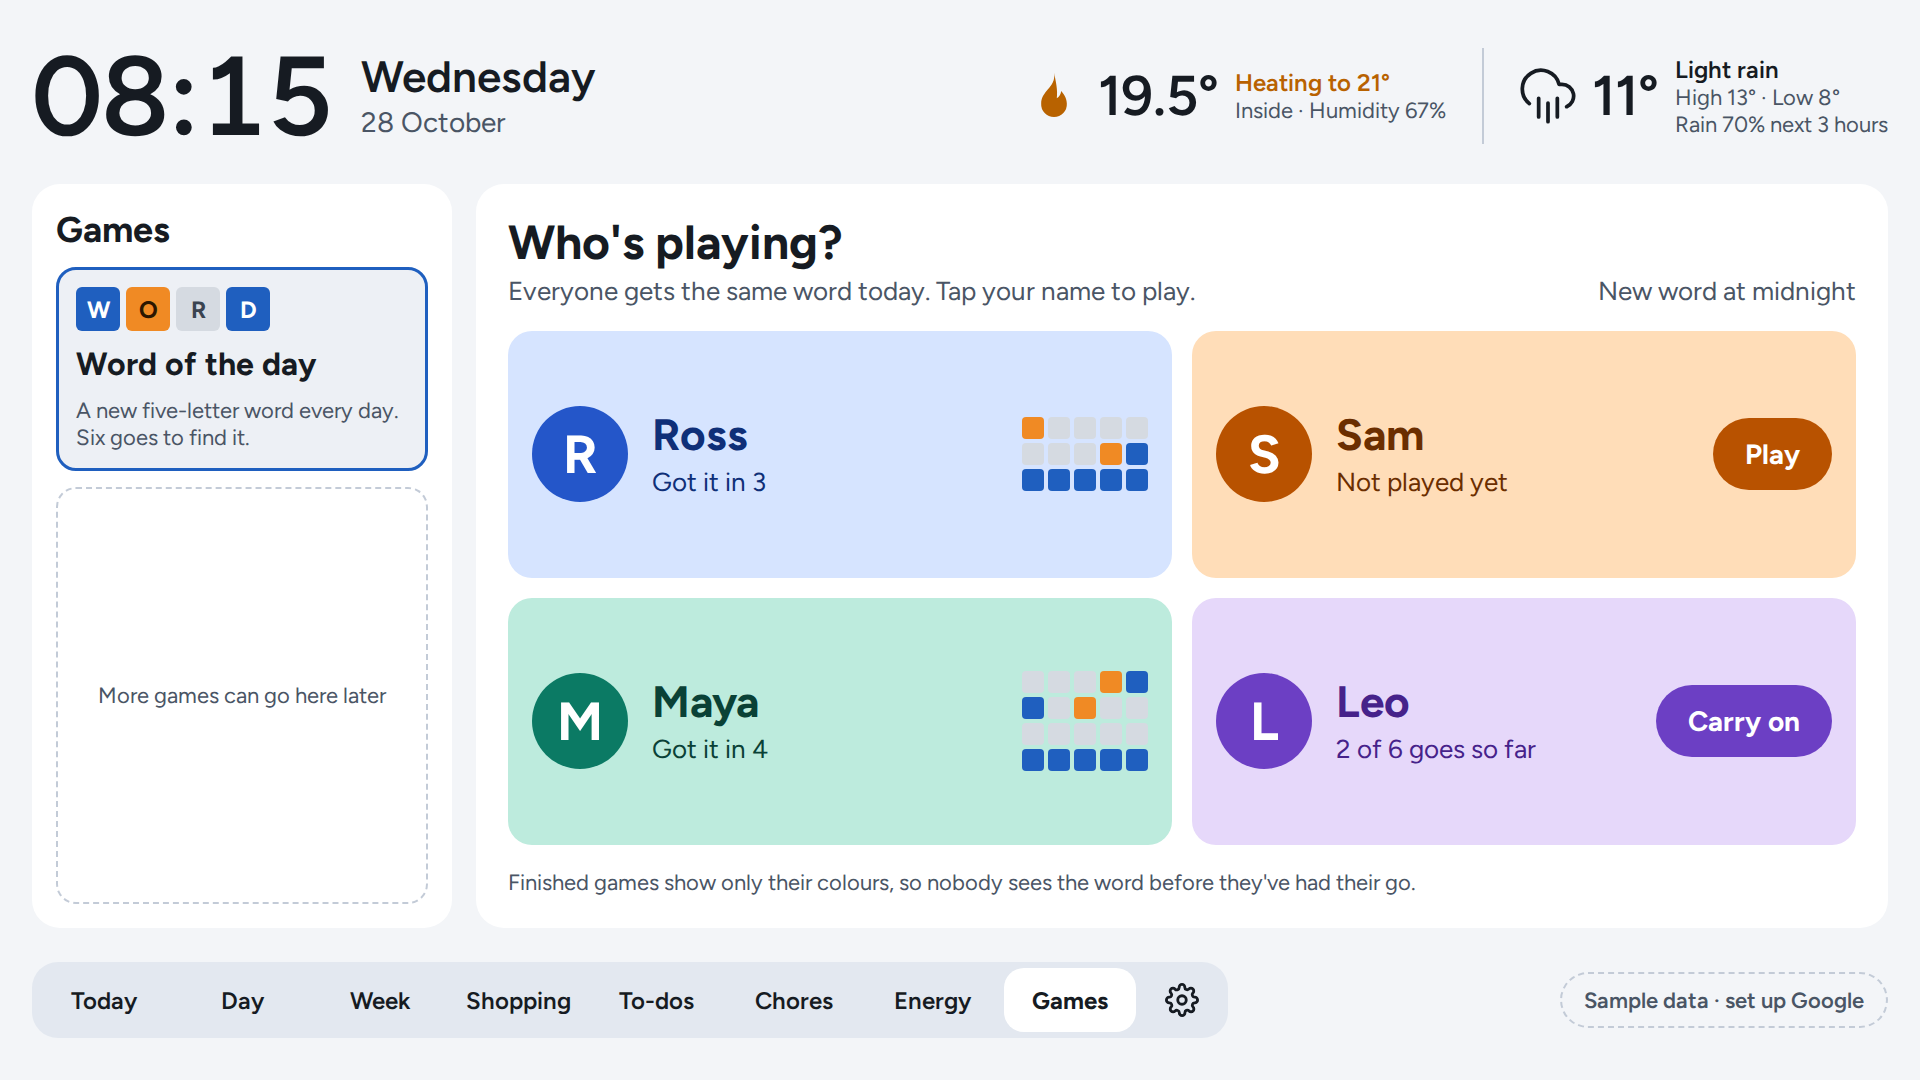 08:15
Wednesday
28 October
19.5°
Heating to 21°
Inside · Humidity 67%
11°
Light rain
High 13° · Low 8°
Rain 70% next 3 hours
Games
W O R D
Word of the day
A new five-letter word every day.
Six goes to find it.
More games can go here later
Who's playing?
Everyone gets the same word today. Tap your name to play.
New word at midnight
R
Ross
Got it in 3
S
Sam
Not played yet
Play
M
Maya
Got it in 4
L
Leo
2 of 6 goes so far
Carry on
Finished games show only their colours, so nobody sees the word before they've had their go.
Today
Day
Week
Shopping
To-dos
Chores
Energy
Games
Sample data · set up Google